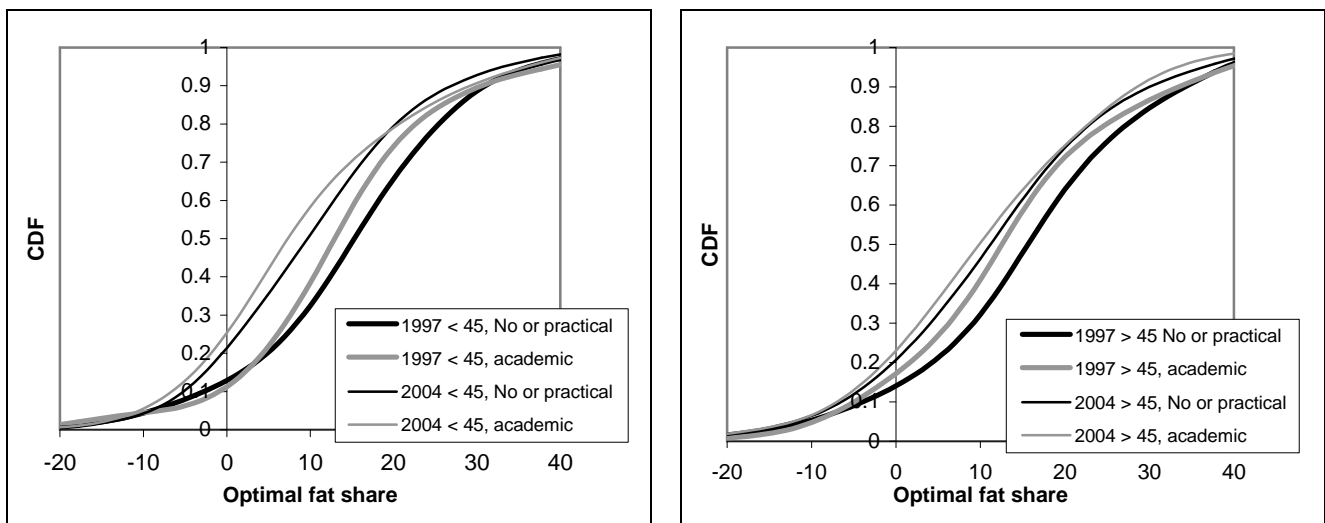 1
0.9
0.8
0.7
0.6
0.5
0.4
0.3
0.2
0.1
0
CDF
-20 0 10 20 30 40
-10
Optimal fat share
1997 < 45, No or practical
1997 < 45, academic
2004 < 45, No or practical
2004 < 45, academic
1
0.9
0.8
0.7
0.6
0.5
0.4
0.3
0.2
0.1
0
CDF
-20 -10 0 10 20 30 40
Optimal fat share
1997 > 45 No or practical
1997 > 45, academic
2004 > 45, No or practical
2004 > 45, academic